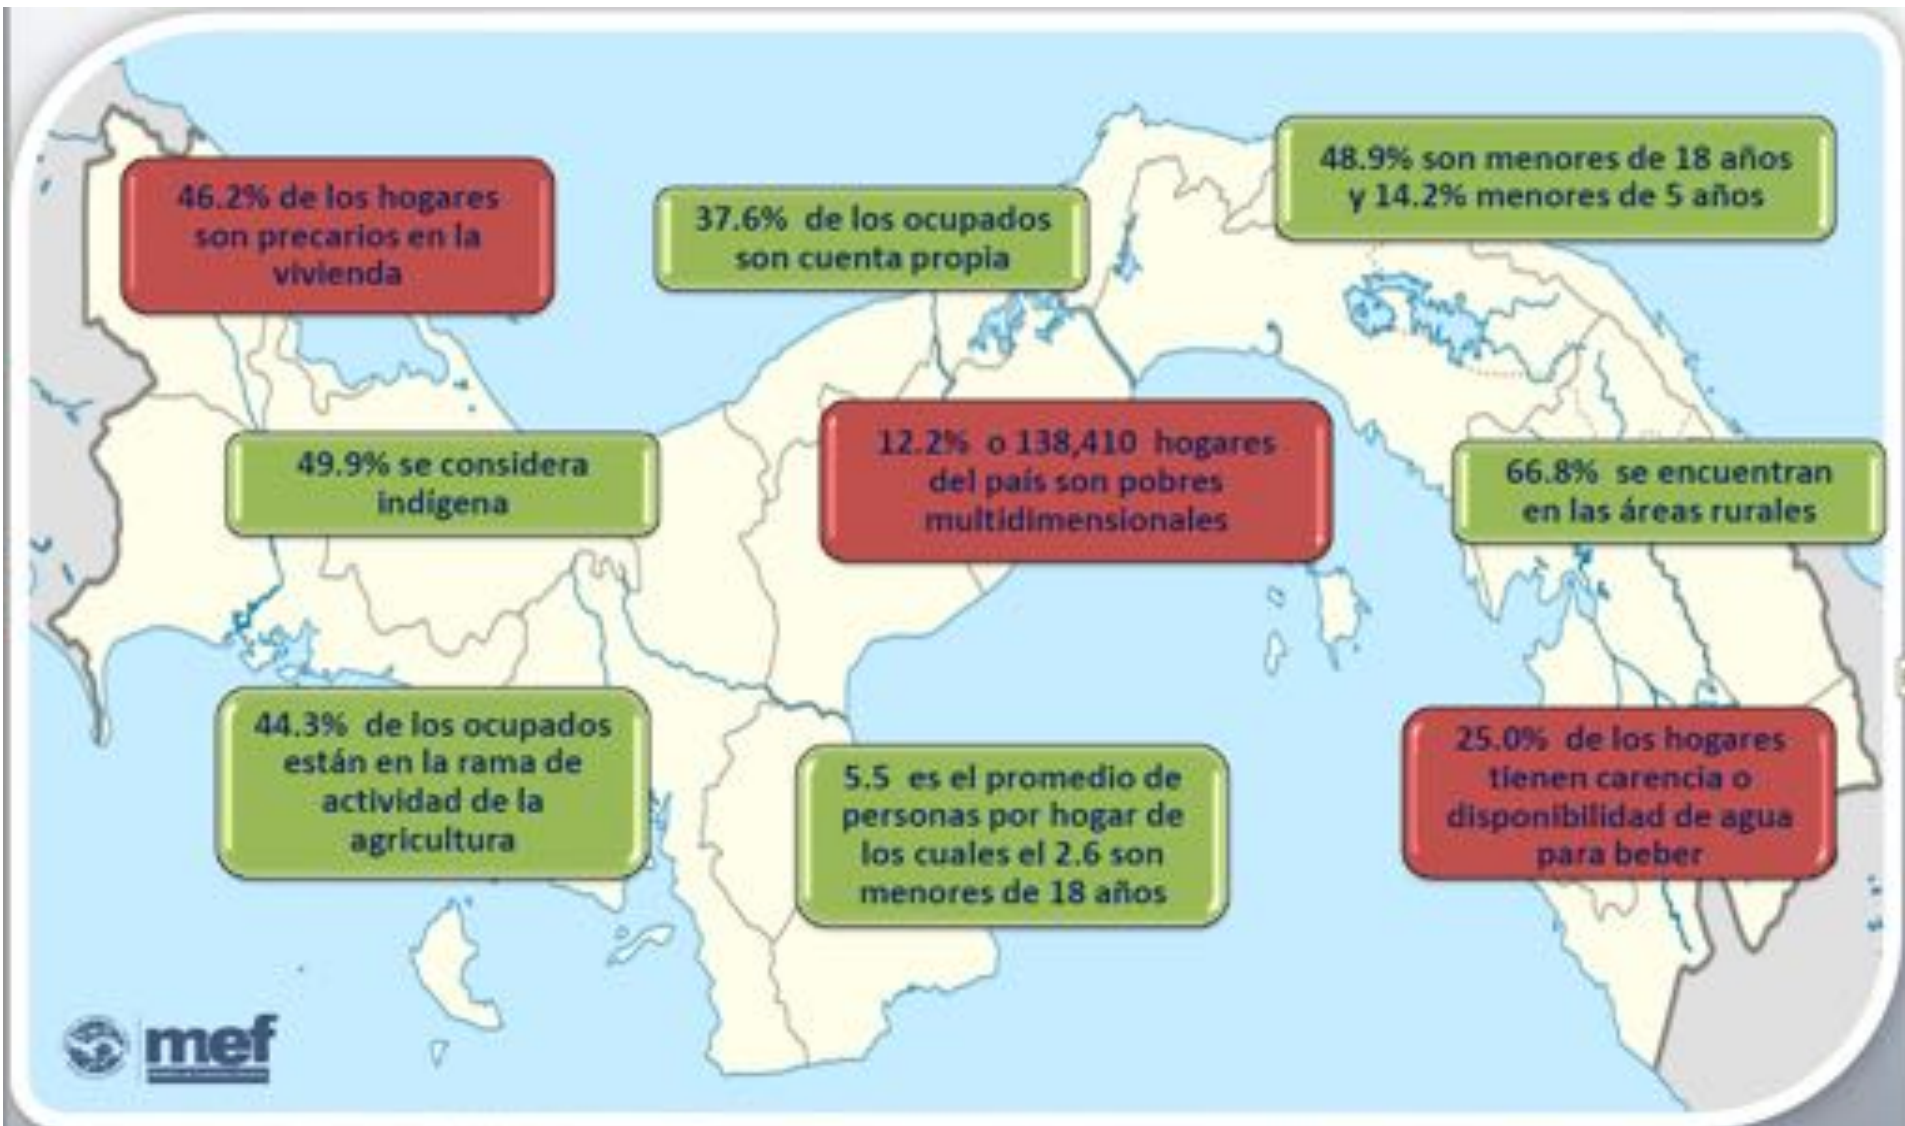 46.2% de los hogares
son precarios en la
vivienda
37.6% de los ocupados
son cuenta propia
48.9% son menores de 18 años
y 14.2% menores de 5 años
49.9% se considera
indígena
12.2% o 138,410 hogares
del país son pobres
multidimensionales
66.8% se encuentran
en las áreas rurales
44.3% de los ocupados
están en la rama de
actividad de la
agricultura
5.5 es el promedio de
personas por hogar de
los cuales el 2.6 son
menores de 18 años
25.0% de los hogares
tienen carencia o
disponibilidad de agua
para beber
mef